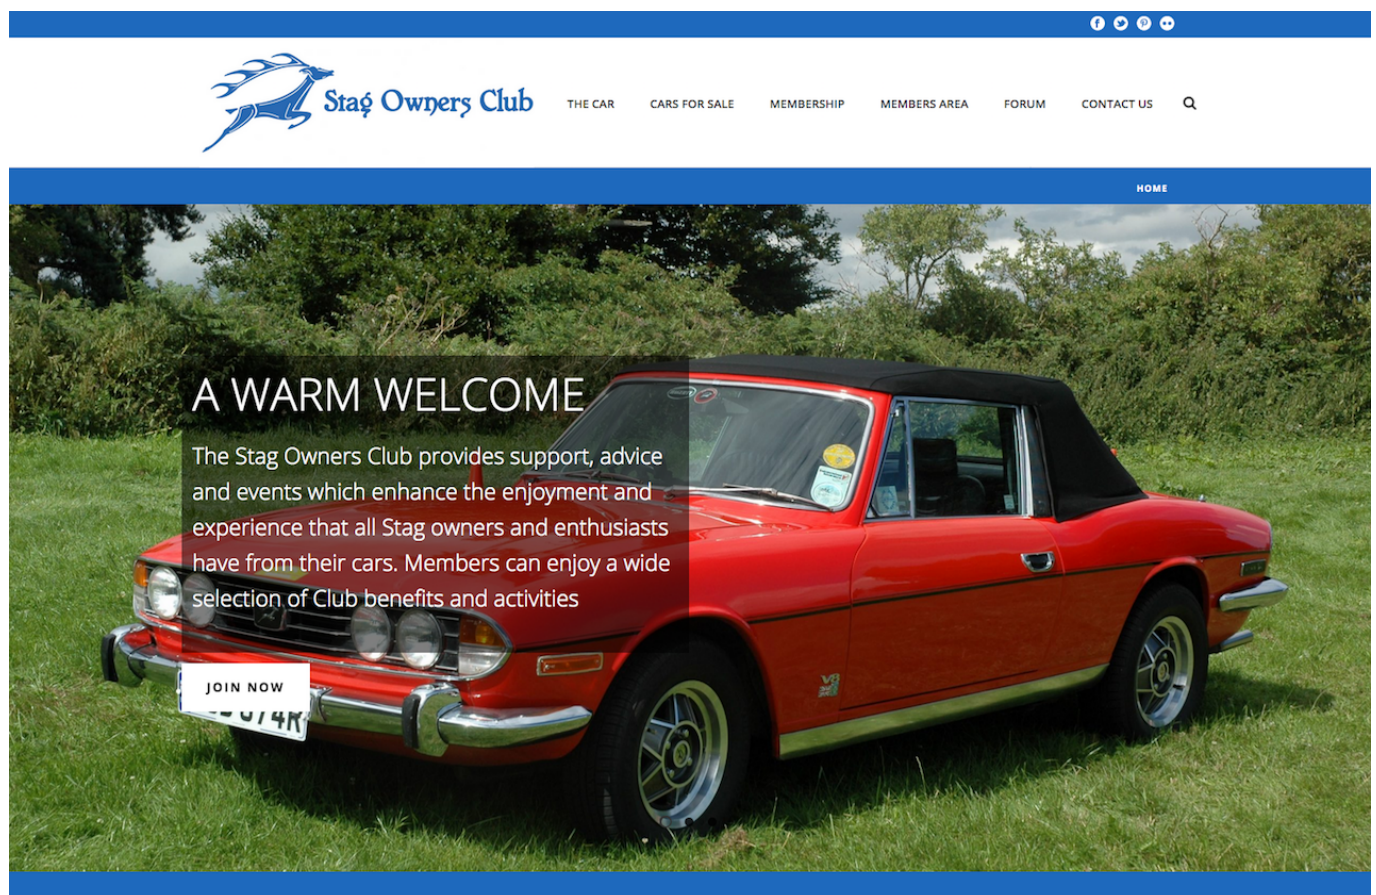 Stag Owners Club
THE CAR
CARS FOR SALE
MEMBERSHIP
MEMBERS AREA
FORUM
CONTACT US
HOME
A WARM WELCOME
The Stag Owners Club provides support, advice
and events which enhance the enjoyment and
experience that all Stag owners and enthusiasts
have from their cars. Members can enjoy a wide
selection of Club benefits and activities
JOIN NOW
V8